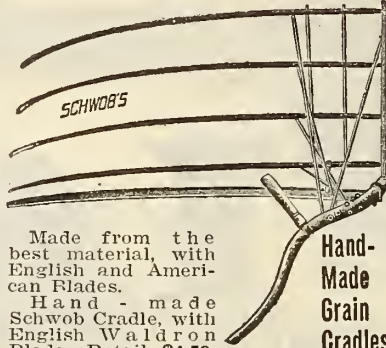 SCHWOB'S
Made from the
best material, with
English and Ameri-
can Blades.
Hand - made
Schwob Cradle, with
English Waldron
Hand-
Made
Grain
Cradles